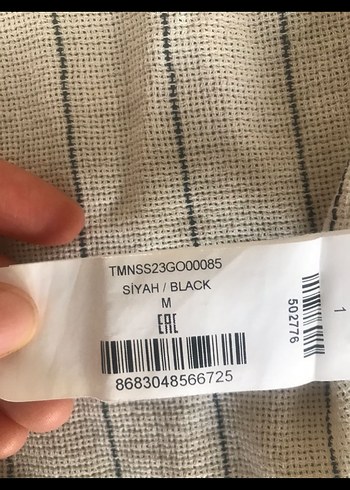 TMNSS23GO00085
SİYAH / BLACK
M
EAC
8683048566725
502776
1